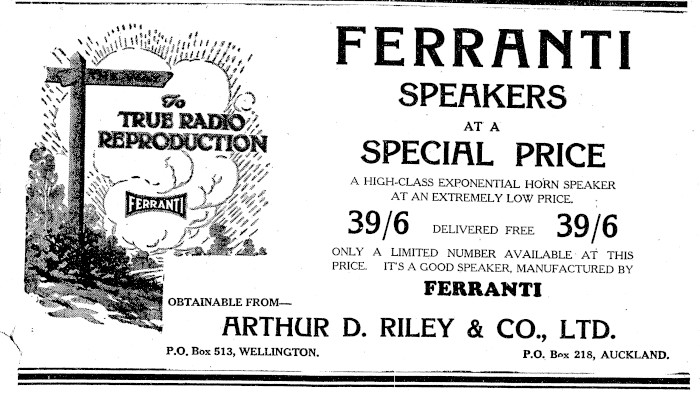 THE WAY
To
TRUE RADIO
REPRODUCTION
FERRANTI
FERRANTI
SPEAKERS
AT A
SPECIAL PRICE
A HIGH-CLASS EXPONENTIAL HORN SPEAKER
AT AN EXTREMELY LOW PRICE.
39/6 DELIVERED FREE 39/6
ONLY A LIMITED NUMBER AVAILABLE AT THIS
PRICE. IT'S A GOOD SPEAKER, MANUFACTURED BY
FERRANTI
OBTAINABLE FROM—
ARTHUR D. RILEY & CO., LTD.
P.O. Box 513, WELLINGTON. P.O. Box 218, AUCKLAND.